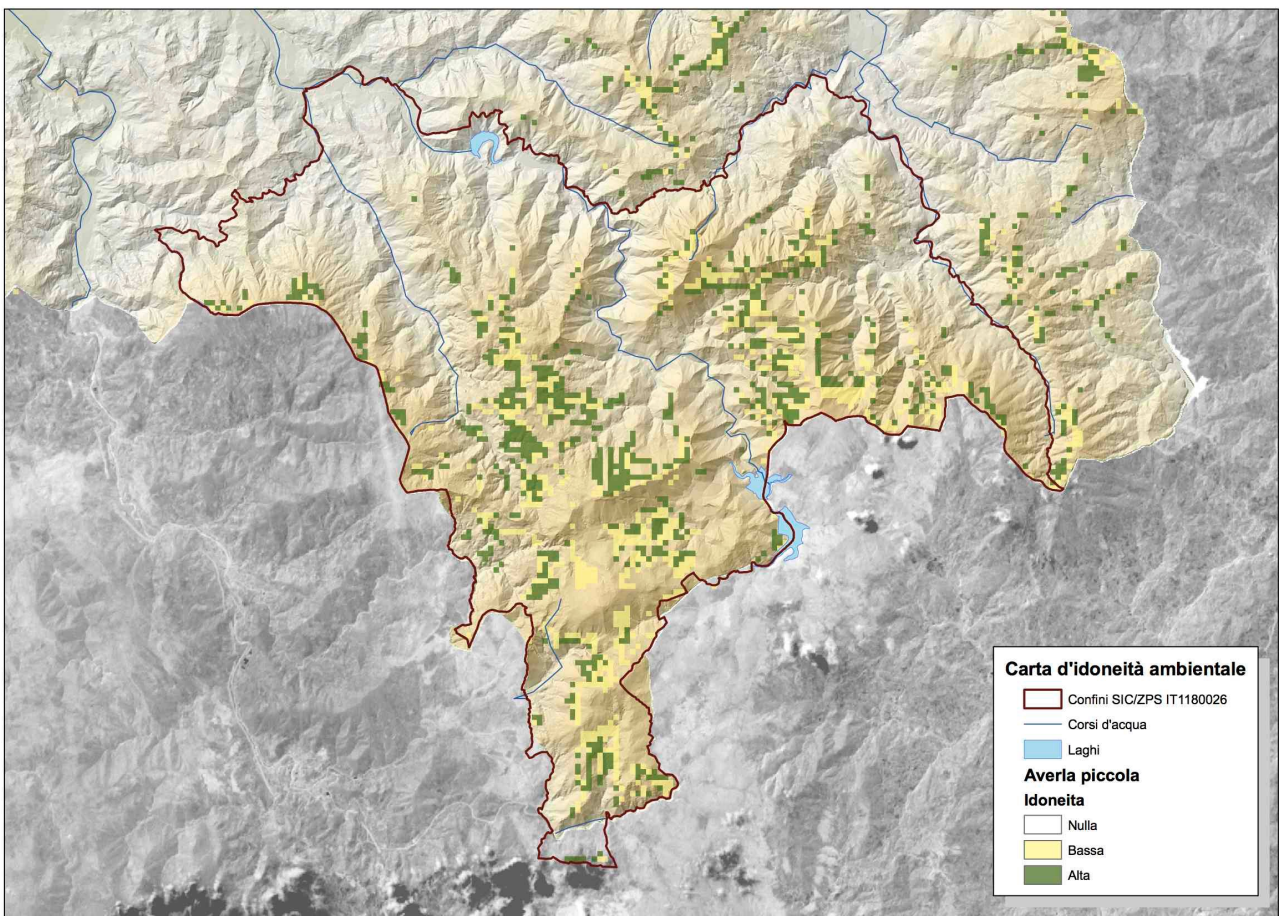 Carta d'idoneità ambientale
Confini SIC/ZPS IT1180026
Corsi d'acqua
Laghi
Averla piccola
Idoneita
Nulla
Bassa
Alta